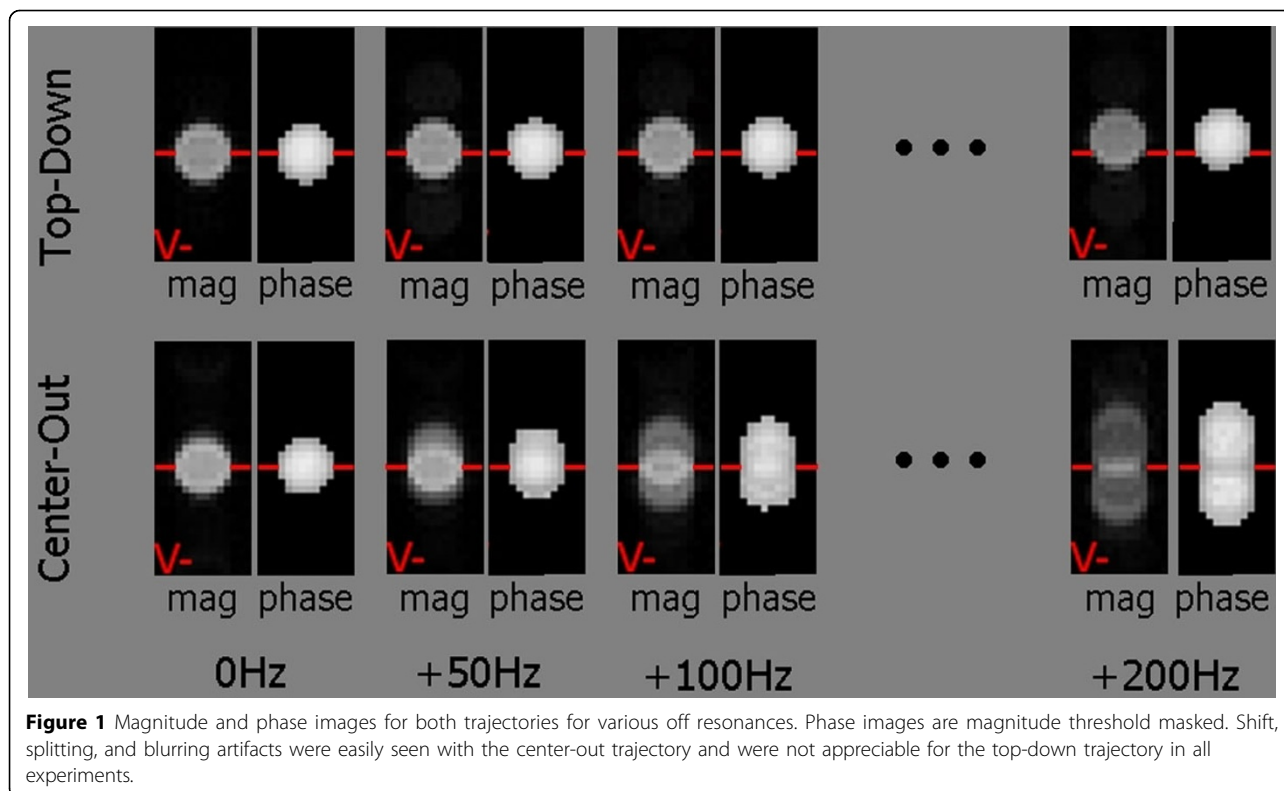 Top-Down
V- V- V- V-
mag phase mag phase mag phase mag phase
Center-Out
V- V- V- V-
mag phase mag phase mag phase mag phase
0Hz +50Hz +100Hz +200Hz
Figure 1 Magnitude and phase images for both trajectories for various off resonances. Phase images are magnitude threshold masked. Shift,
splitting, and blurring artifacts were easily seen with the center-out trajectory and were not appreciable for the top-down trajectory in all
experiments.